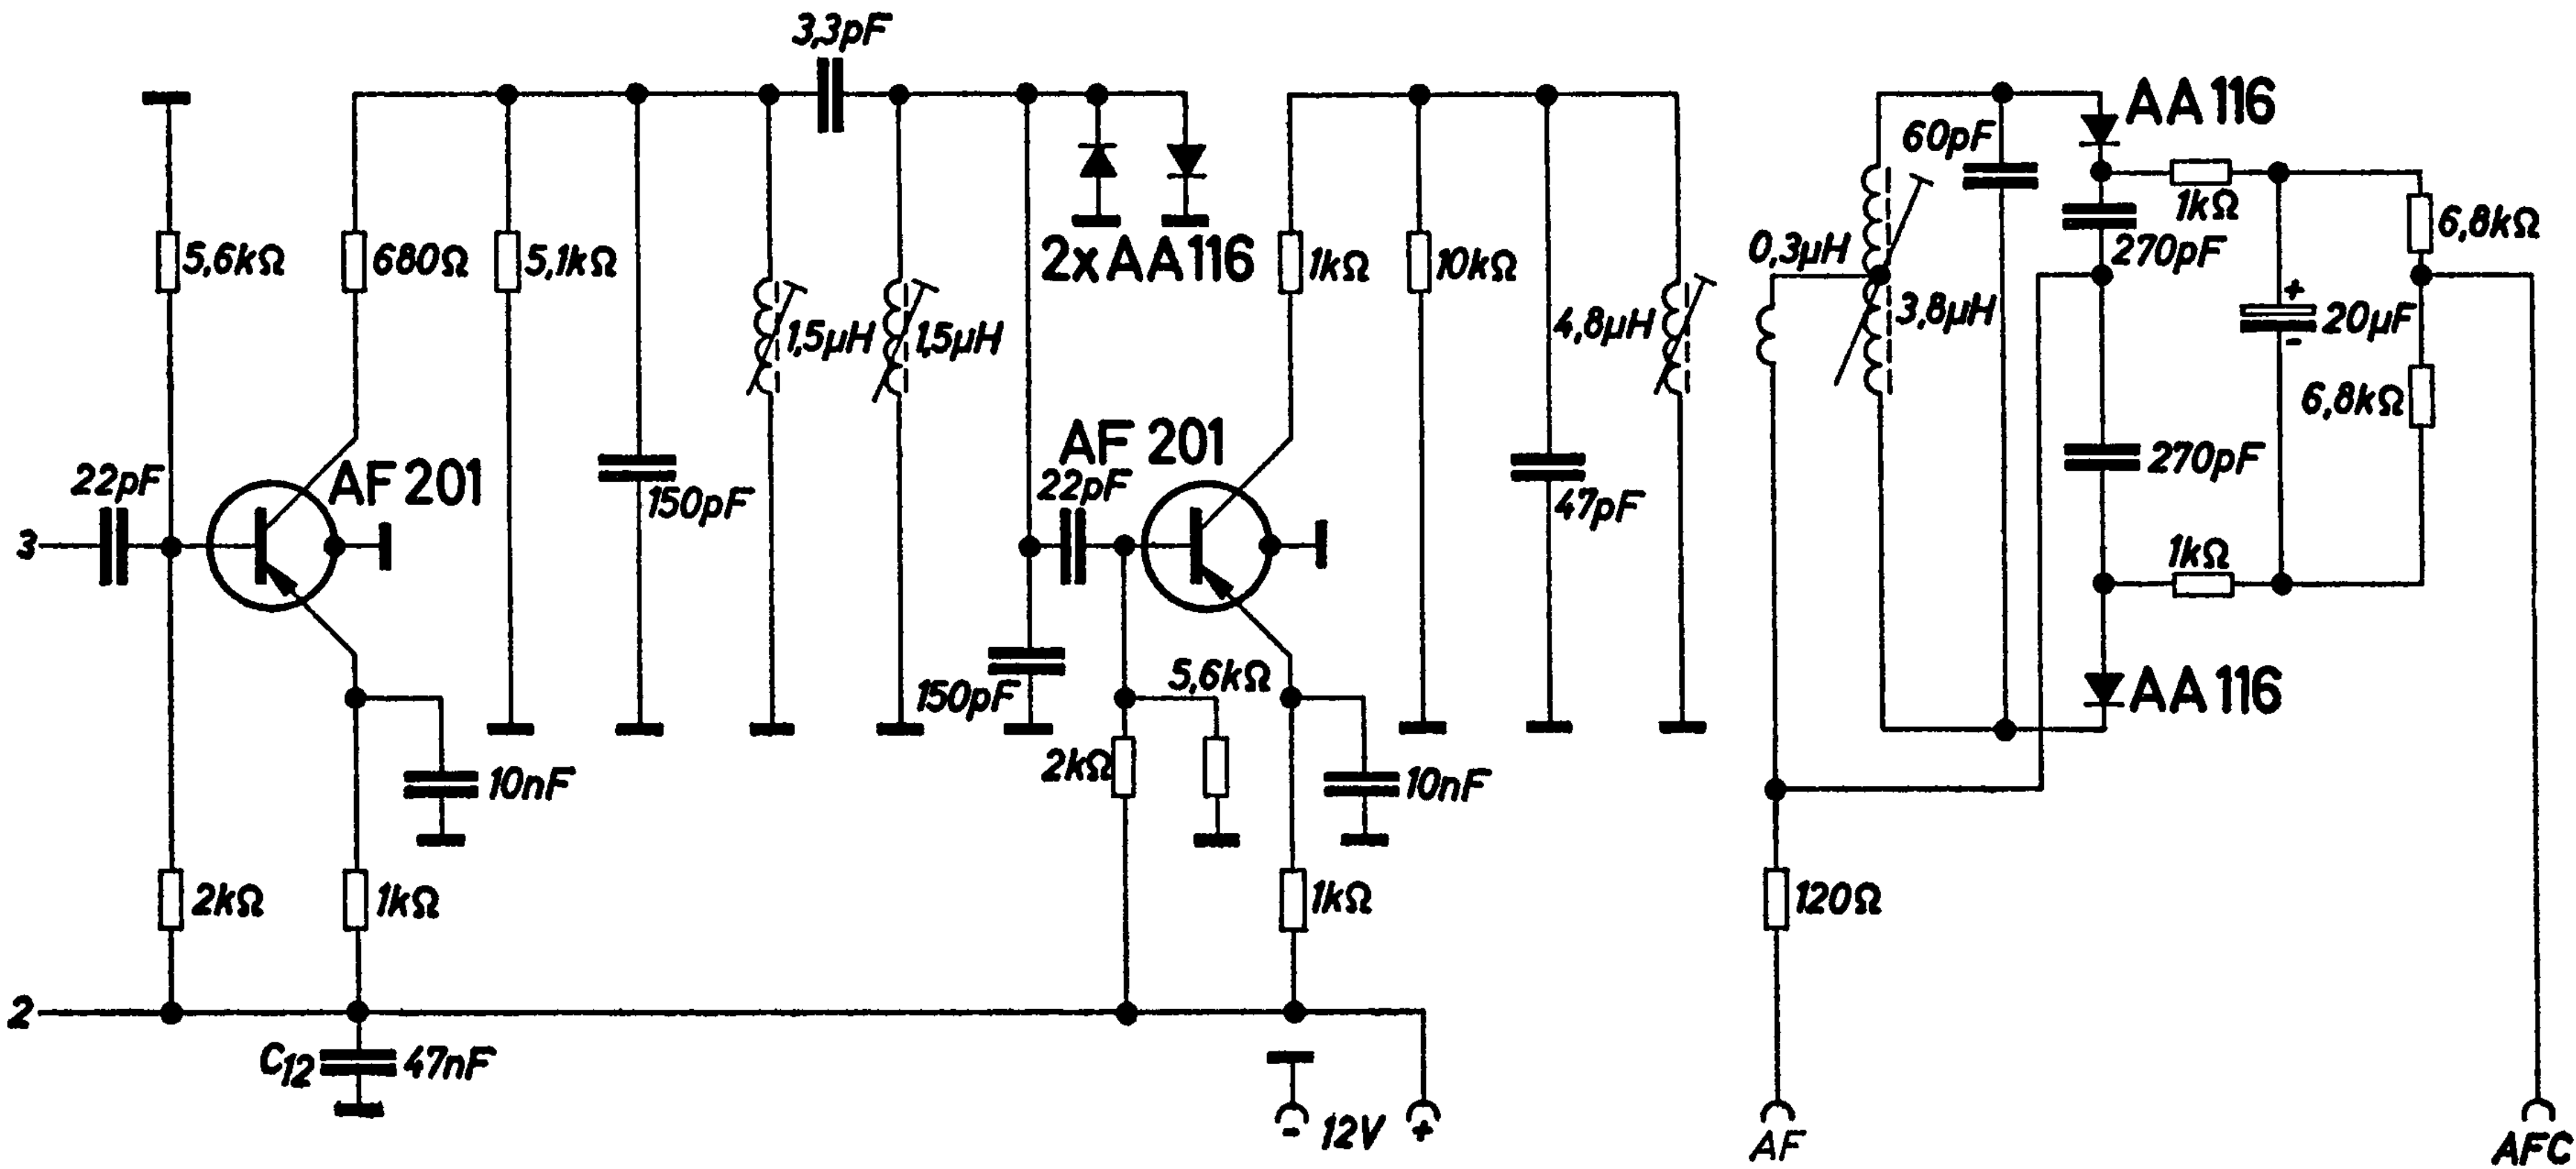 3,3pF
AA116
60pF
1kΩ
6,8kΩ
5,6kΩ
680Ω
5,1kΩ
2xAA116
1kΩ
10kΩ
0,3µH
270pF
1,5µH
1,5µH
4,8µH
3,8µH
+
20µF
-
6,8kΩ
22pF
AF201
150pF
AF201
22pF
47pF
270pF
3
1kΩ
150pF
5,6kΩ
AA116
10nF
2kΩ
10nF
2kΩ
1kΩ
1kΩ
120Ω
2
C12
47nF
- 12V +
AF
AFC